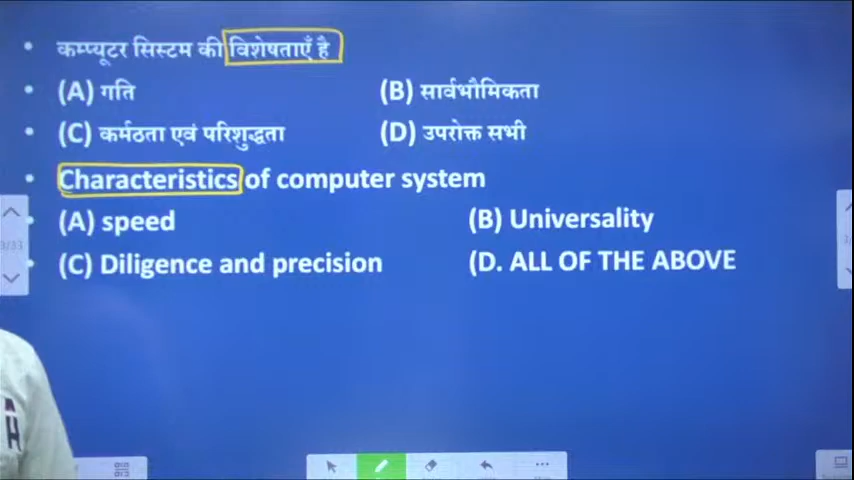 कम्प्यूटर सिस्टम की विशेषताएँ है
(A) गति (B) सार्वभौमिकता
(C) कर्मठता एवं परिशुद्धता (D) उपरोक्त सभी
Characteristics of computer system
(A) speed (B) Universality
(C) Diligence and precision (D. ALL OF THE ABOVE
H